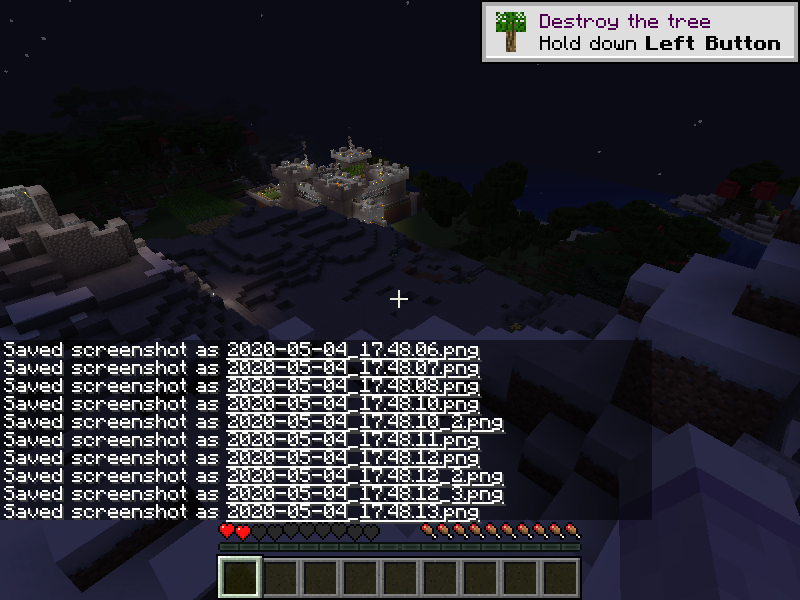 Destroy the tree
Hold down Left Button
Saved screenshot as 2020-05-04_17.48.06.png
Saved screenshot as 2020-05-04_17.48.07.png
Saved screenshot as 2020-05-04_17.48.08.png
Saved screenshot as 2020-05-04_17.48.10.png
Saved screenshot as 2020-05-04_17.48.10_2.png
Saved screenshot as 2020-05-04_17.48.11.png
Saved screenshot as 2020-05-04_17.48.12.png
Saved screenshot as 2020-05-04_17.48.12_2.png
Saved screenshot as 2020-05-04_17.48.12_3.png
Saved screenshot as 2020-05-04_17.48.13.png